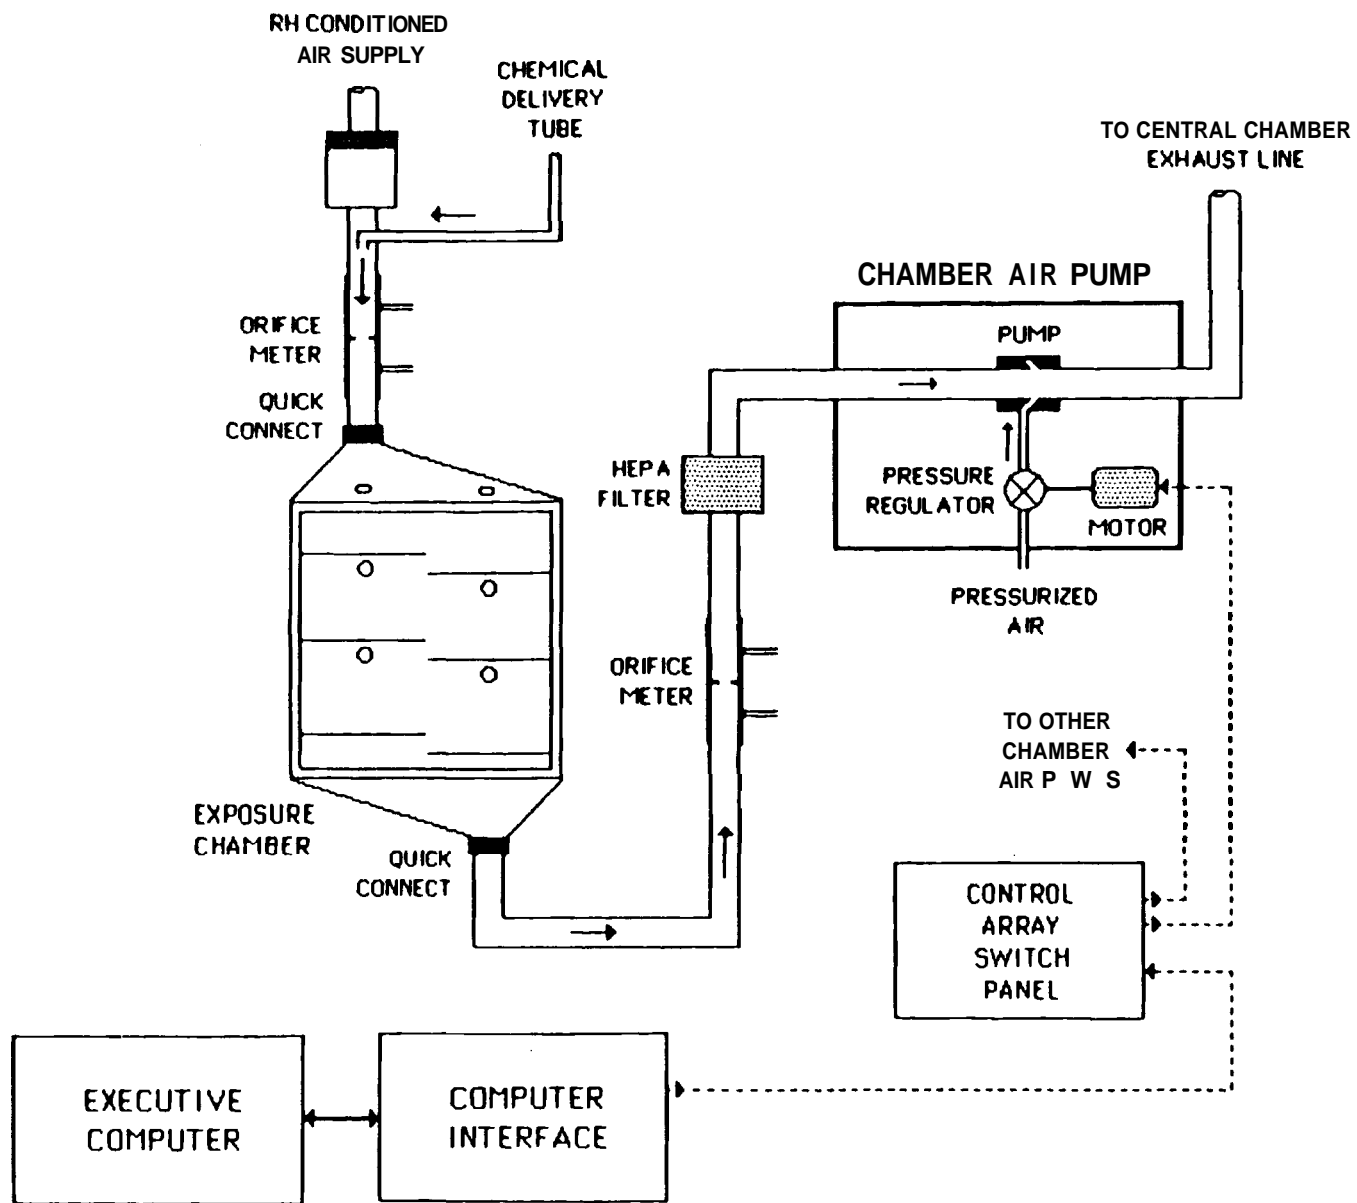 RH CONDITIONED
AIR SUPPLY
CHEMICAL
DELIVERY
TUBE
TO CENTRAL CHAMBER
EXHAUST LINE
CHAMBER AIR PUMP
ORIFICE
METER
PUMP
QUICK
CONNECT
HEPA
FILTER
PRESSURE
REGULATOR
MOTOR
PRESSURIZED
AIR
ORIFICE
METER
TO OTHER
CHAMBER
AIR P W S
EXPOSURE
CHAMBER
QUICK
CONNECT
CONTROL
ARRAY
SWITCH
PANEL
EXECUTIVE
COMPUTER
COMPUTER
INTERFACE